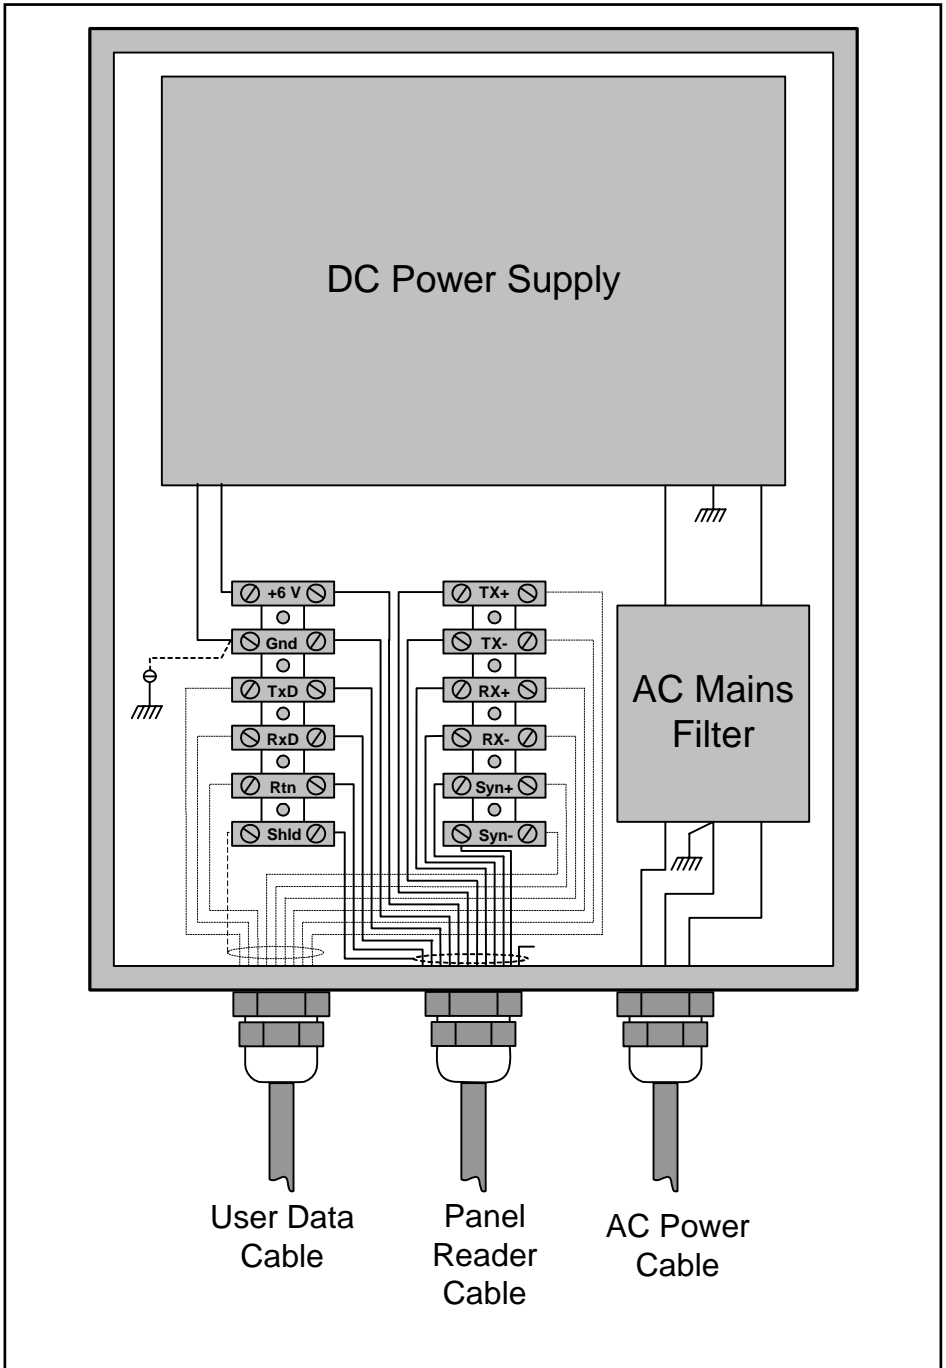 DC Power Supply
+6 V
Gnd
TxD
RxD
Rtn
Shld
TX+
TX-
RX+
RX-
Syn+
Syn-
AC Mains
Filter
User Data
Cable
Panel
Reader
Cable
AC Power
Cable